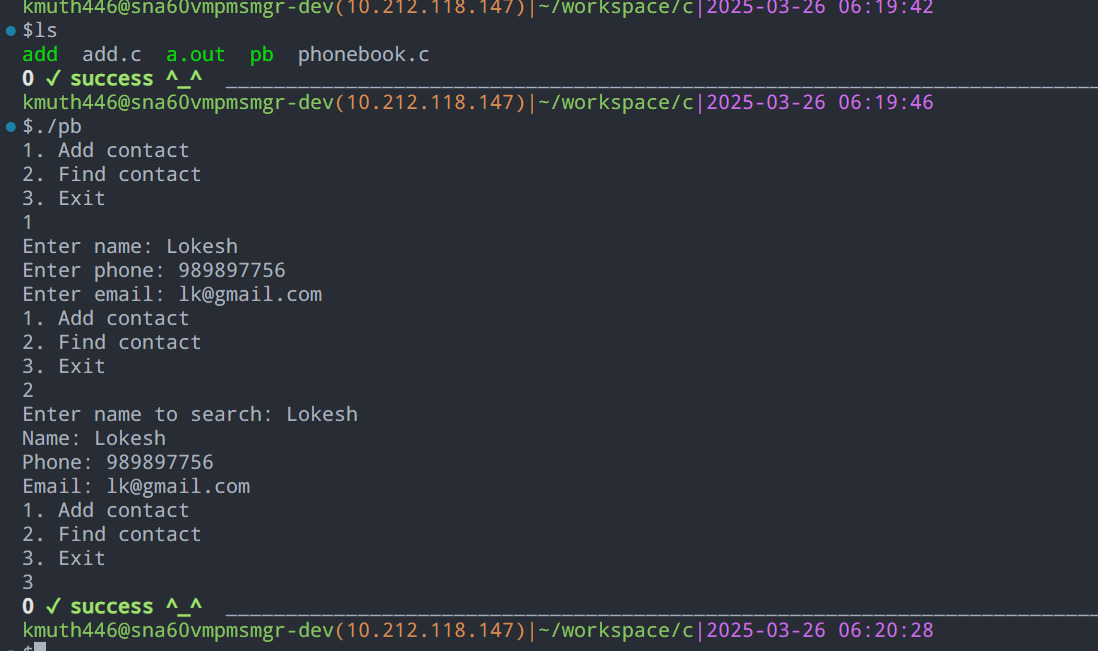 kmuth446@sna60vmpmsmgr-dev(10.212.118.147)|~/workspace/c|2025-03-26 06:19:42
$ls
add  add.c  a.out  pb  phonebook.c
0 ✓ success ^_^
kmuth446@sna60vmpmsmgr-dev(10.212.118.147)|~/workspace/c|2025-03-26 06:19:46
$./pb
1. Add contact
2. Find contact
3. Exit
1
Enter name: Lokesh
Enter phone: 989897756
Enter email: lk@gmail.com
1. Add contact
2. Find contact
3. Exit
2
Enter name to search: Lokesh
Name: Lokesh
Phone: 989897756
Email: lk@gmail.com
1. Add contact
2. Find contact
3. Exit
3
0 ✓ success ^_^
kmuth446@sna60vmpmsmgr-dev(10.212.118.147)|~/workspace/c|2025-03-26 06:20:28
$